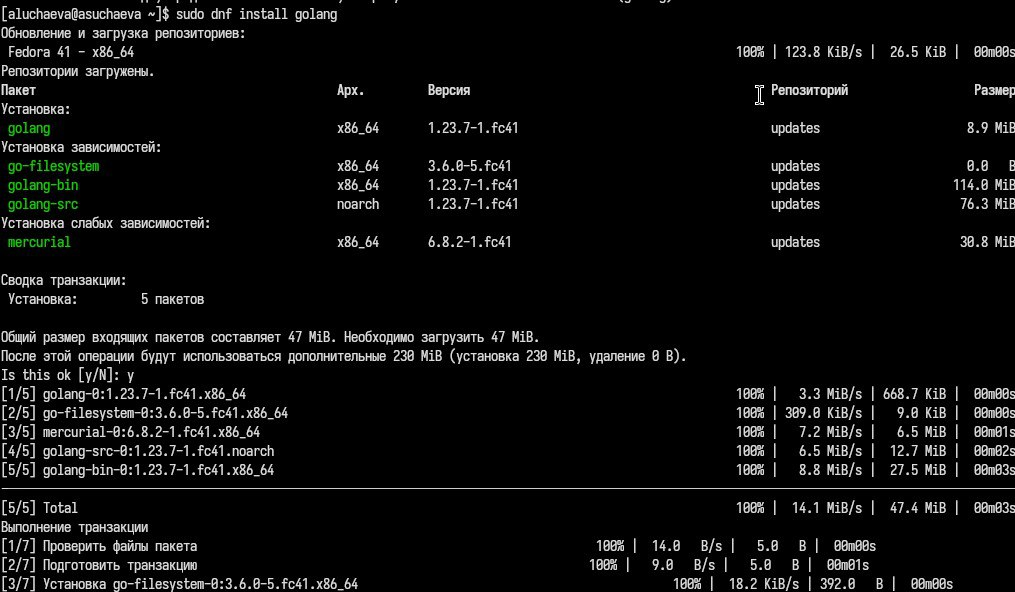 [aluchaeva@asuchaeva ~]$ sudo dnf install golang
Обновление и загрузка репозиториев:
Fedora 41 - x86_64 100% | 123.8 KiB/s | 26.5 KiB | 00m00s
Репозитории загружены.
Пакет Арх. Версия Репозиторий Размер
Установка:
golang x86_64 1.23.7-1.fc41 updates 8.9 MiB
Установка зависимостей:
go-filesystem x86_64 3.6.0-5.fc41 updates 0.0 B
golang-bin x86_64 1.23.7-1.fc41 updates 114.0 MiB
golang-src noarch 1.23.7-1.fc41 updates 76.3 MiB
Установка слабых зависимостей:
mercurial x86_64 6.8.2-1.fc41 updates 30.8 MiB
Сводка транзакции:
Установка: 5 пакетов
Общий размер входящих пакетов составляет 47 MiB. Необходимо загрузить 47 MiB.
После этой операции будут использоваться дополнительные 230 MiB (установка 230 MiB, удаление 0 B).
Is this ok [y/N]: y
[1/5] golang-0:1.23.7-1.fc41.x86_64 100% | 3.3 MiB/s | 668.7 KiB | 00m00s
[2/5] go-filesystem-0:3.6.0-5.fc41.x86_64 100% | 309.0 KiB/s | 9.0 KiB | 00m00s
[3/5] mercurial-0:6.8.2-1.fc41.x86_64 100% | 7.2 MiB/s | 6.5 MiB | 00m01s
[4/5] golang-src-0:1.23.7-1.fc41.noarch 100% | 6.5 MiB/s | 12.7 MiB | 00m02s
[5/5] golang-bin-0:1.23.7-1.fc41.x86_64 100% | 8.8 MiB/s | 27.5 MiB | 00m03s
[5/5] Total 100% | 14.1 MiB/s | 47.4 MiB | 00m03s
Выполнение транзакции
[1/7] Проверить файлы пакета 100% | 14.0 B/s | 5.0 B | 00m00s
[2/7] Подготовить транзакцию 100% | 9.0 B/s | 5.0 B | 00m01s
[3/7] Установка go-filesystem-0:3.6.0-5.fc41.x86_64 100% | 18.2 KiB/s | 392.0 B | 00m00s